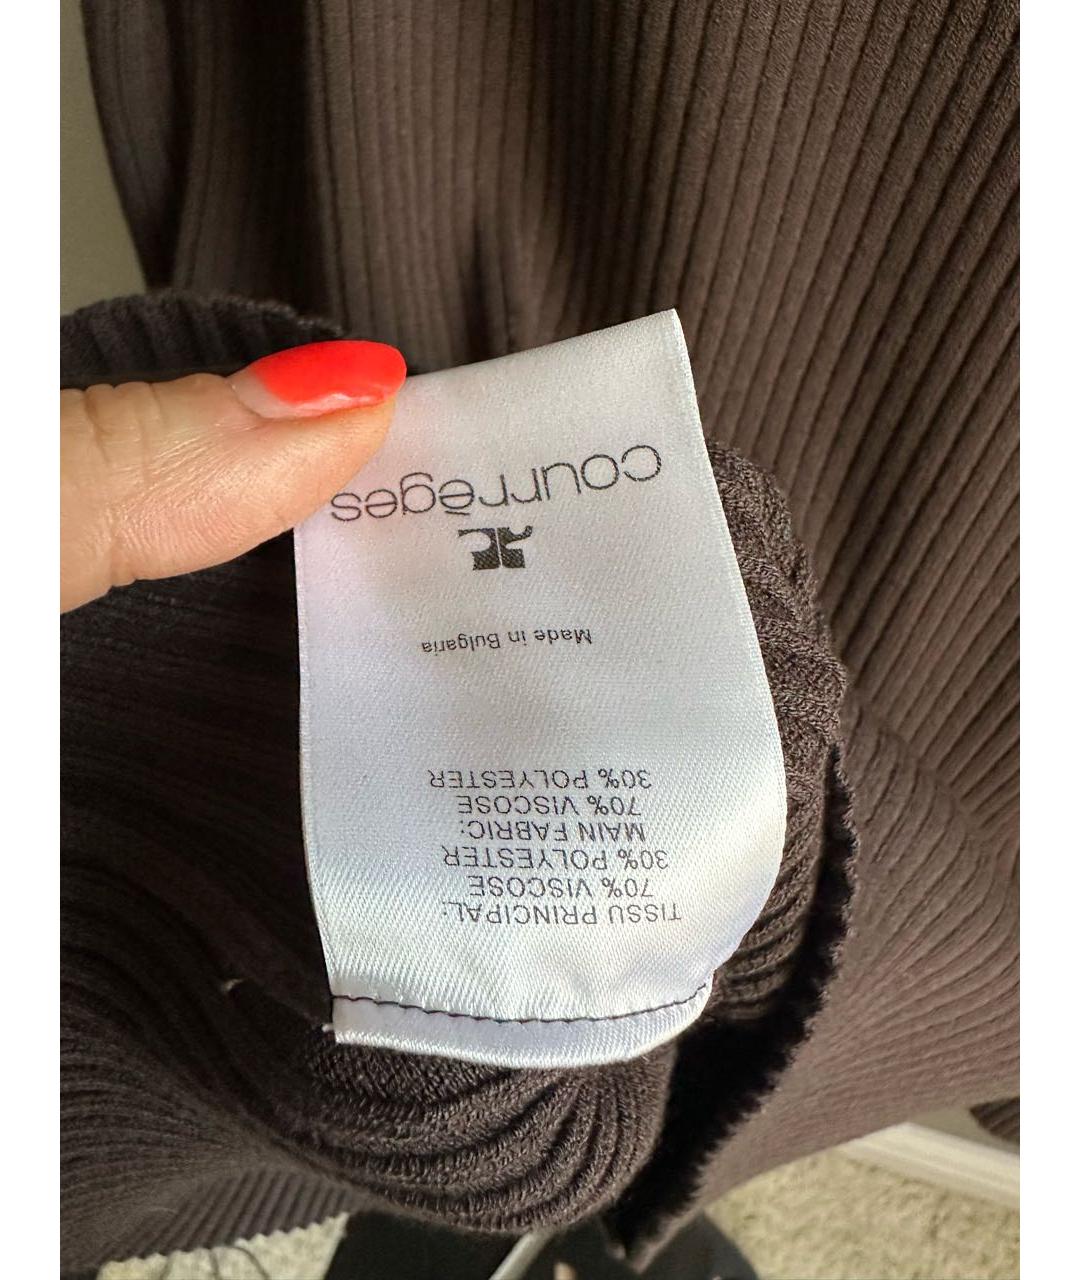 courrèges
Made in Bulgaria
TISSU PRINCIPAL:
70% VISCOSE
30% POLYESTER
MAIN FABRIC:
70% VISCOSE
30% POLYESTER